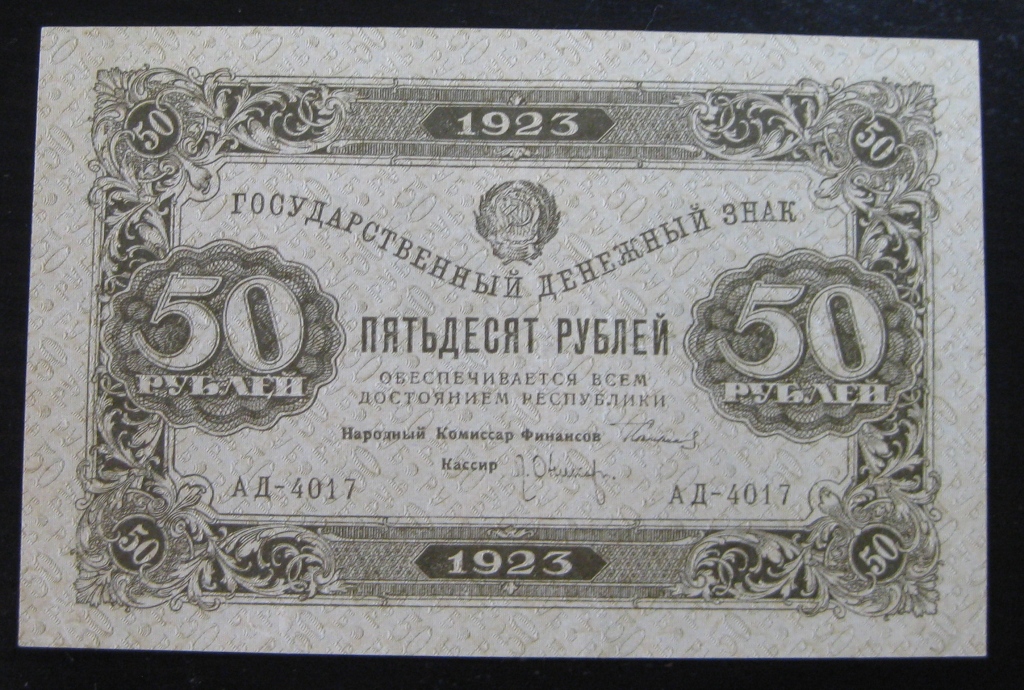 50 1923 50
ГОСУДАРСТВЕННЫЙ ДЕНЕЖНЫЙ ЗНАК
50 РУБЛЕЙ
ПЯТЬДЕСЯТ РУБЛЕЙ
50 РУБЛЕЙ
ОБЕСПЕЧИВАЕТСЯ ВСЕМ
ДОСТОЯНИЕМ РЕСПУБЛИКИ
Народный Комиссар Финансов
Кассир
АД-4017 АД-4017
50 1923 50